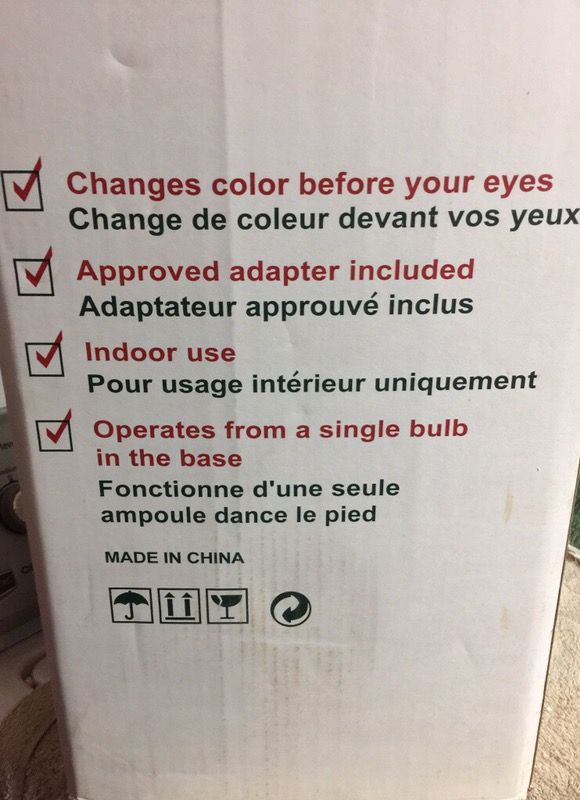 Changes color before your eyes
Change de coleur devant vos yeux
Approved adapter included
Adaptateur approuvé inclus
Indoor use
Pour usage intérieur uniquement
Operates from a single bulb
in the base
Fonctionne d'une seule
ampoule dance le pied
MADE IN CHINA